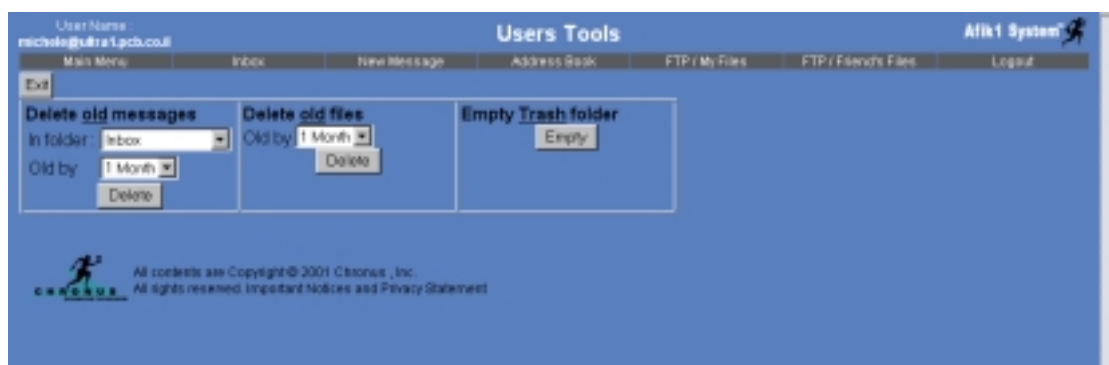 User Name :
michele@ultra1.pcb.co.il
Users Tools
Afik1 System
Main Menu Inbox New Message Address Book FTP / My Files FTP / Friend's Files Logout
Exit
Delete old messages
In folder : Inbox
Old by 1 Month
Delete
Delete old files
Old by 1 Month
Delete
Empty Trash folder
Empty
CHRONUS
All contents are Copyright © 2001 Chronus , Inc.
All rights reserved. Important Notices and Privacy Statement